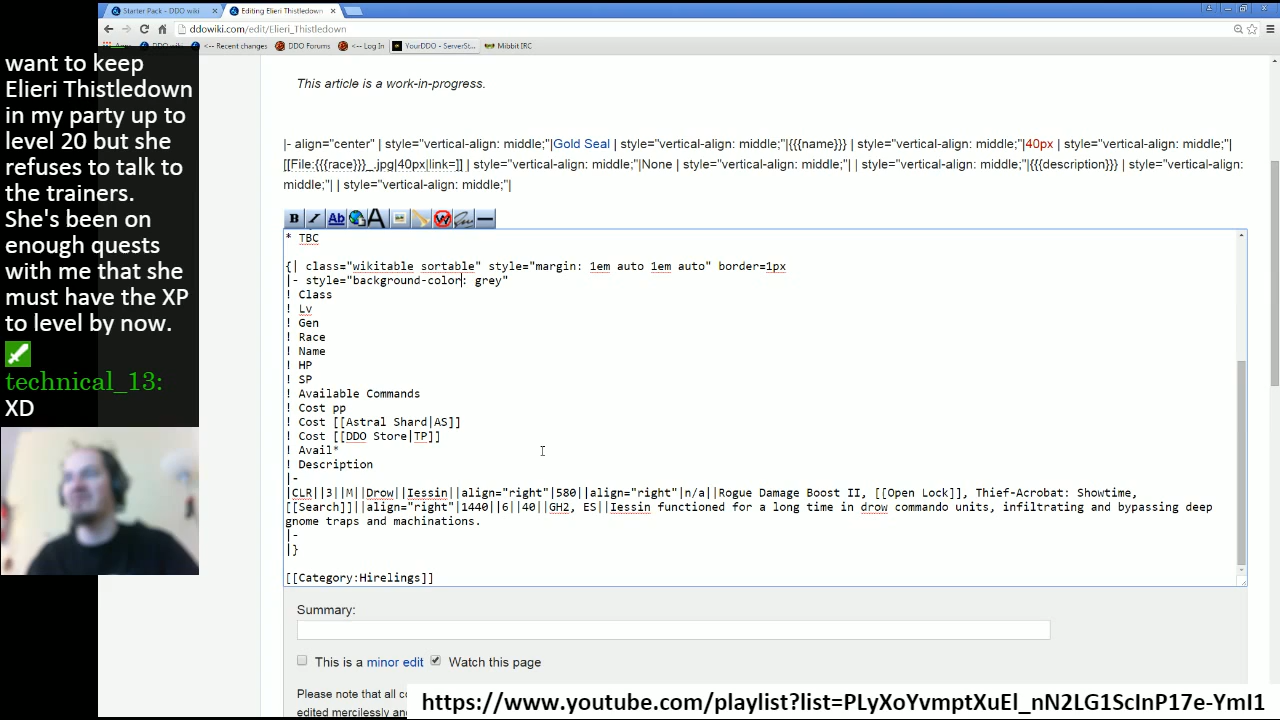 Starter Pack - DDO wiki
Editing Elieri Thistledown
ddowiki.com/edit/Elieri_Thistledown
<-- Recent changes
DDO Forums
<-- Log In
YourDDO - ServerSt...
Mibbit IRC
want to keep
Elieri Thistledown
in my party up to
level 20 but she
refuses to talk to
the trainers.
She's been on
enough quests
with me that she
must have the XP
to level by now.
technical_13:
XD
This article is a work-in-progress.
|- align="center" | style="vertical-align: middle;"|Gold Seal | style="vertical-align: middle;"|{{{name}}} | style="vertical-align: middle;"|40px | style="vertical-align: middle;"|
[[File:{{{race}}}_.jpg|40px|link=]] | style="vertical-align: middle;"|None | style="vertical-align: middle;"| | style="vertical-align: middle;"|{{{description}}} | style="vertical-align:
middle;"| | style="vertical-align: middle;"|
B I Ab A
* TBC
{| class="wikitable sortable" style="margin: 1em auto 1em auto" border=1px
|- style="background-color: grey"
! Class
! Lv
! Gen
! Race
! Name
! HP
! SP
! Available Commands
! Cost pp
! Cost [[Astral Shard|AS]]
! Cost [[DDO Store|TP]]
! Avail*
! Description
|-
|CLR||3||M||Drow||Iessin||align="right"|580||align="right"|n/a||Rogue Damage Boost II, [[Open Lock]], Thief-Acrobat: Showtime,
[[Search]]||align="right"|1440||6||40||GH2, ES||Iessin functioned for a long time in drow commando units, infiltrating and bypassing deep
gnome traps and machinations.
|-
|}
[[Category:Hirelings]]
Summary:
This is a minor edit
Watch this page
Please note that all co
edited mercilessly and
https://www.youtube.com/playlist?list=PLyXoYvmptXuEl_nN2LG1ScInP17e-YmI1